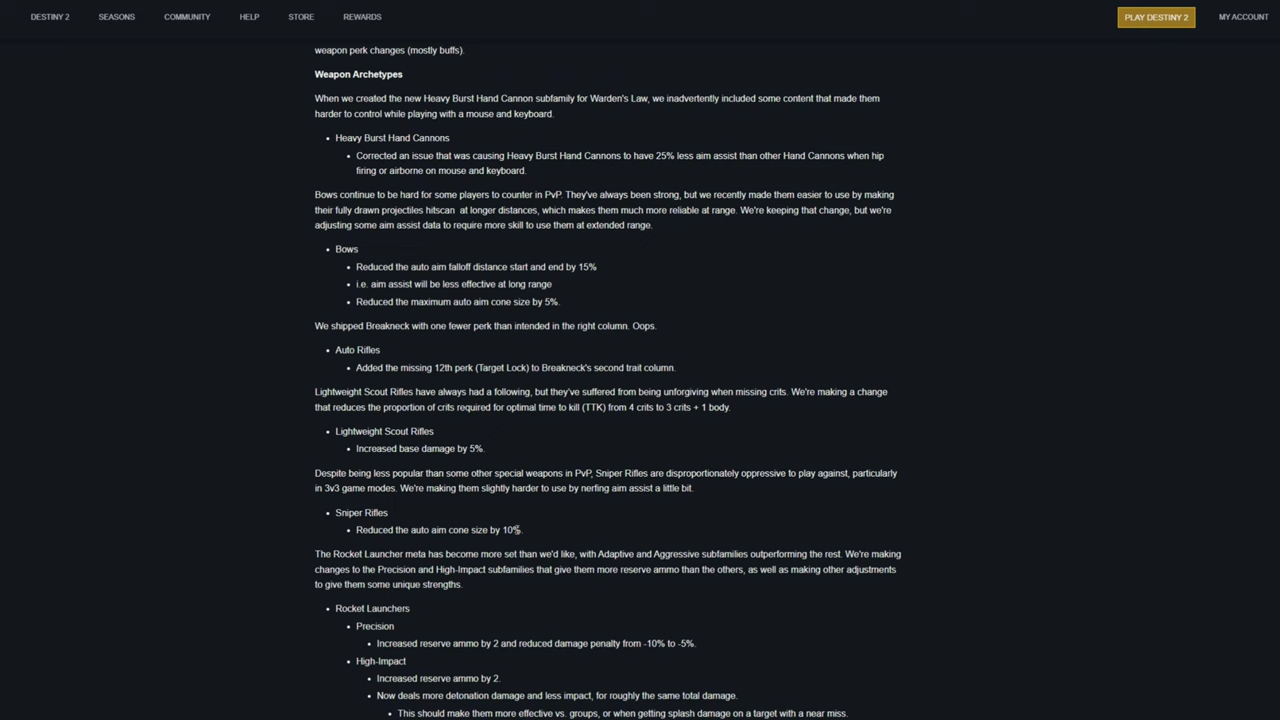 DESTINY 2 SEASONS COMMUNITY HELP STORE REWARDS PLAY DESTINY 2 MY ACCOUNT
weapon perk changes (mostly buffs).
Weapon Archetypes
When we created the new Heavy Burst Hand Cannon subfamily for Warden's Law, we inadvertently included some content that made them
harder to control while playing with a mouse and keyboard.
• Heavy Burst Hand Cannons
• Corrected an issue that was causing Heavy Burst Hand Cannons to have 25% less aim assist than other Hand Cannons when hip
firing or airborne on mouse and keyboard.
Bows continue to be hard for some players to counter in PvP. They've always been strong, but we recently made them easier to use by making
their fully drawn projectiles hitscan at longer distances, which makes them much more reliable at range. We're keeping that change, but we're
adjusting some aim assist data to require more skill to use them at extended range.
• Bows
• Reduced the auto aim falloff distance start and end by 15%
• i.e. aim assist will be less effective at long range
• Reduced the maximum auto aim cone size by 5%.
We shipped Breakneck with one fewer perk than intended in the right column. Oops.
• Auto Rifles
• Added the missing 12th perk (Target Lock) to Breakneck's second trait column.
Lightweight Scout Rifles have always had a following, but they've suffered from being unforgiving when missing crits. We're making a change
that reduces the proportion of crits required for optimal time to kill (TTK) from 4 crits to 3 crits + 1 body.
• Lightweight Scout Rifles
• Increased base damage by 5%.
Despite being less popular than some other special weapons in PvP, Sniper Rifles are disproportionately oppressive to play against, particularly
in 3v3 game modes. We're making them slightly harder to use by nerfing aim assist a little bit.
• Sniper Rifles
• Reduced the auto aim cone size by 10%.
The Rocket Launcher meta has become more set than we'd like, with Adaptive and Aggressive subfamilies outperforming the rest. We're making
changes to the Precision and High-Impact subfamilies that give them more reserve ammo than the others, as well as making other adjustments
to give them some unique strengths.
• Rocket Launchers
• Precision
• Increased reserve ammo by 2 and reduced damage penalty from -10% to -5%.
• High-Impact
• Increased reserve ammo by 2.
• Now deals more detonation damage and less impact, for roughly the same total damage.
• This should make them more effective vs. groups, or when getting splash damage on a target with a near miss.